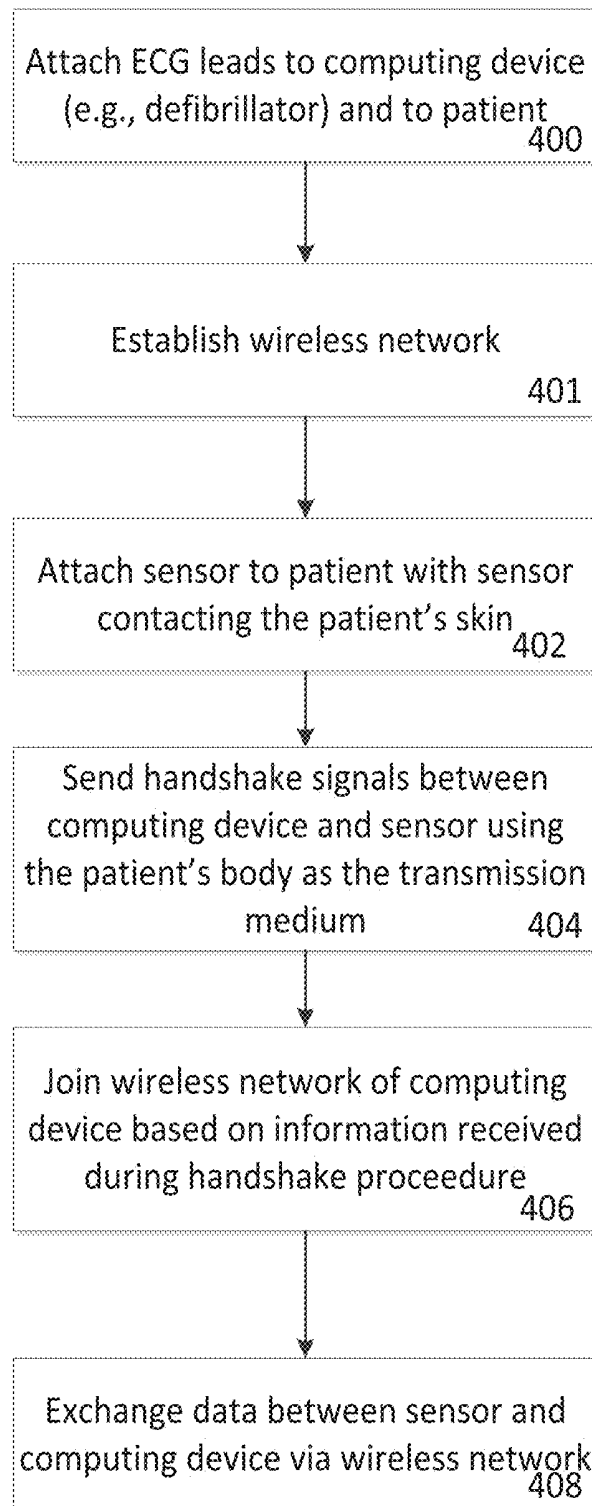 Attach ECG leads to computing device
(e.g., defibrillator) and to patient
400
Establish wireless network
401
Attach sensor to patient with sensor
contacting the patient's skin
402
Send handshake signals between
computing device and sensor using
the patient's body as the transmission
medium
404
Join wireless network of computing
device based on information received
during handshake proceedure
406
Exchange data between sensor and
computing device via wireless network
408